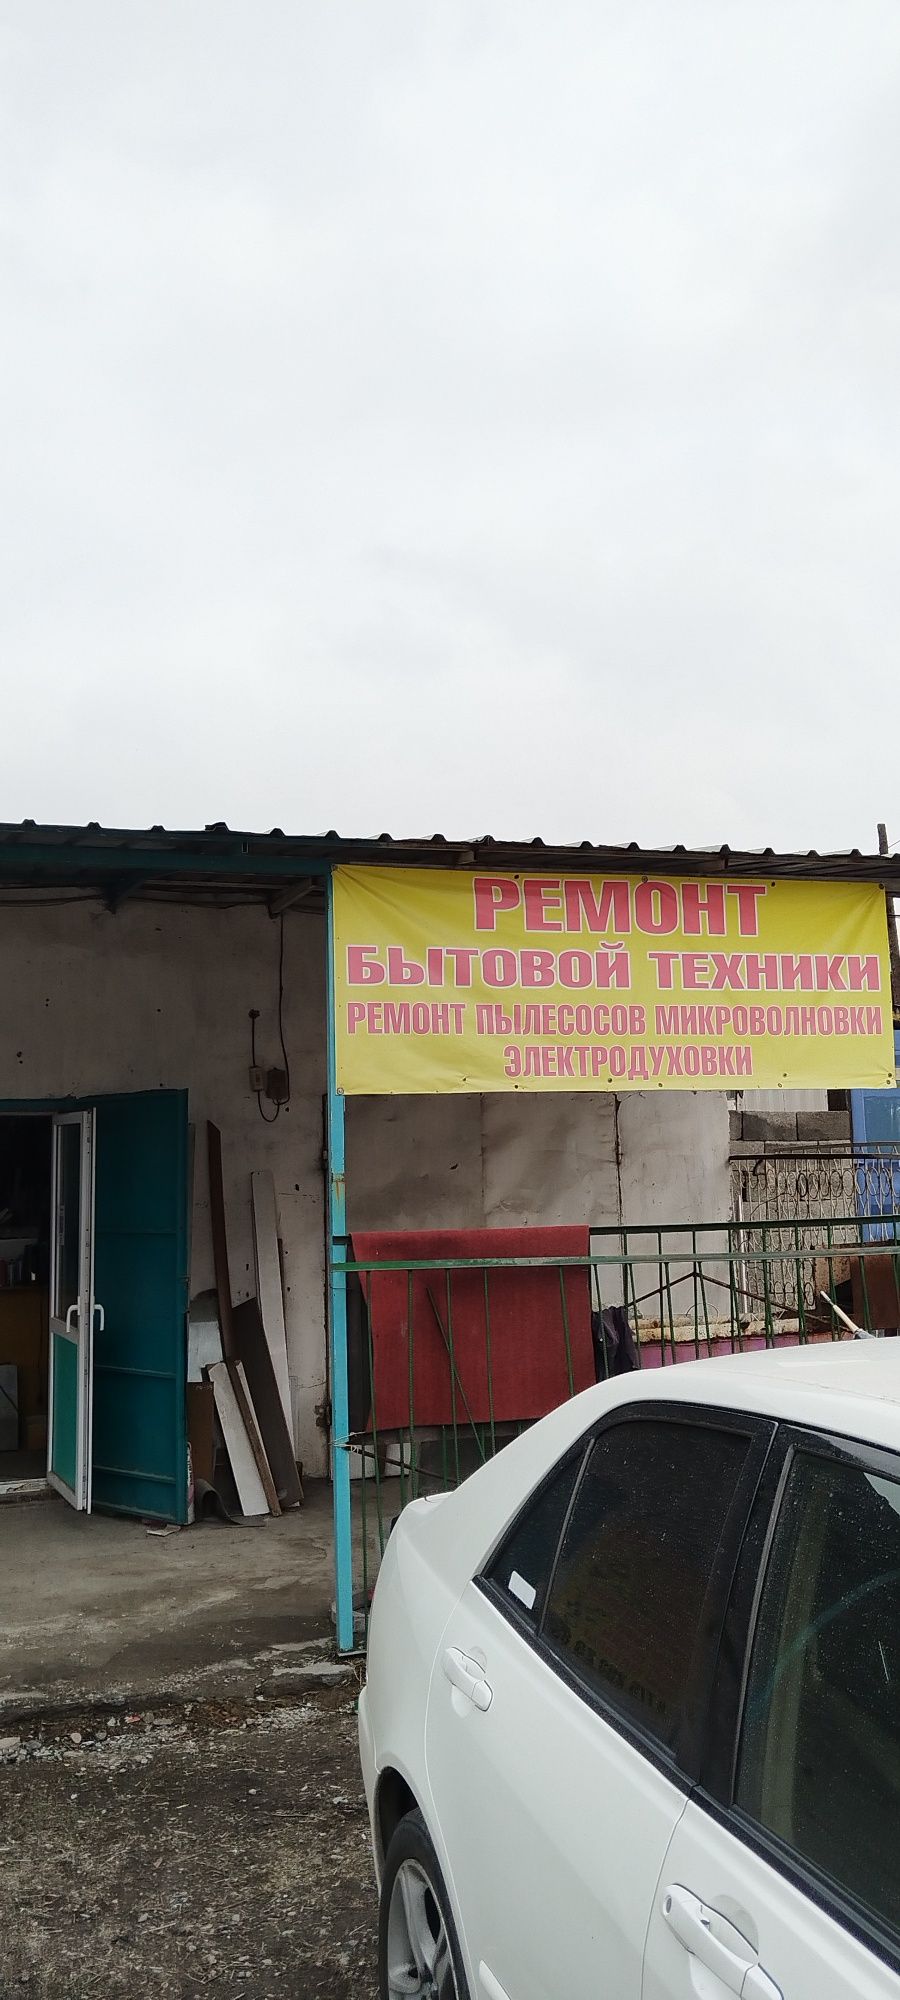 РЕМОНТ
БЫТОВОЙ ТЕХНИКИ
РЕМОНТ ПЫЛЕСОСОВ МИКРОВОЛНОВКИ
ЭЛЕКТРОДУХОВКИ